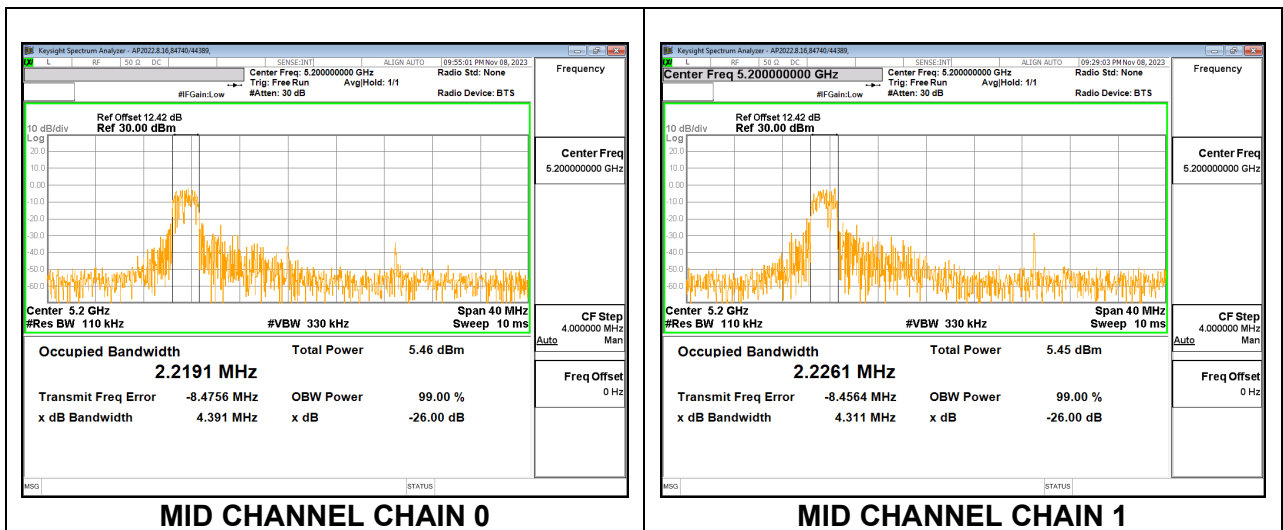 Keysight Spectrum Analyzer - AP2022.8.16,84740/44389,
L RF 50 Ω DC SENSE:INT ALIGN AUTO 09:55:01 PM Nov 08, 2023
Center Freq: 5.200000000 GHz Radio Std: None
Trig: Free Run Avg|Hold: 1/1
#IFGain:Low #Atten: 30 dB Radio Device: BTS
Frequency
Ref Offset 12.42 dB
10 dB/div Ref 30.00 dBm
Log
20.0
10.0
0.00
-10.0
-20.0
-30.0
-40.0
-50.0
-60.0
Center 5.2 GHz Span 40 MHz
#Res BW 110 kHz #VBW 330 kHz Sweep 10 ms
Center Freq
5.200000000 GHz
CF Step
4.000000 MHz
Auto Man
Freq Offset
0 Hz
Occupied Bandwidth Total Power 5.46 dBm
2.2191 MHz
Transmit Freq Error -8.4756 MHz OBW Power 99.00 %
x dB Bandwidth 4.391 MHz x dB -26.00 dB
MSG STATUS
MID CHANNEL CHAIN 0
Keysight Spectrum Analyzer - AP2022.8.16,84740/44389,
L RF 50 Ω DC SENSE:INT ALIGN AUTO 09:29:03 PM Nov 08, 2023
Center Freq 5.200000000 GHz Center Freq: 5.200000000 GHz Radio Std: None
Trig: Free Run Avg|Hold: 1/1
#IFGain:Low #Atten: 30 dB Radio Device: BTS
Frequency
Ref Offset 12.42 dB
10 dB/div Ref 30.00 dBm
Log
20.0
10.0
0.00
-10.0
-20.0
-30.0
-40.0
-50.0
-60.0
Center 5.2 GHz Span 40 MHz
#Res BW 110 kHz #VBW 330 kHz Sweep 10 ms
Center Freq
5.200000000 GHz
CF Step
4.000000 MHz
Auto Man
Freq Offset
0 Hz
Occupied Bandwidth Total Power 5.45 dBm
2.2261 MHz
Transmit Freq Error -8.4564 MHz OBW Power 99.00 %
x dB Bandwidth 4.311 MHz x dB -26.00 dB
MSG STATUS
MID CHANNEL CHAIN 1